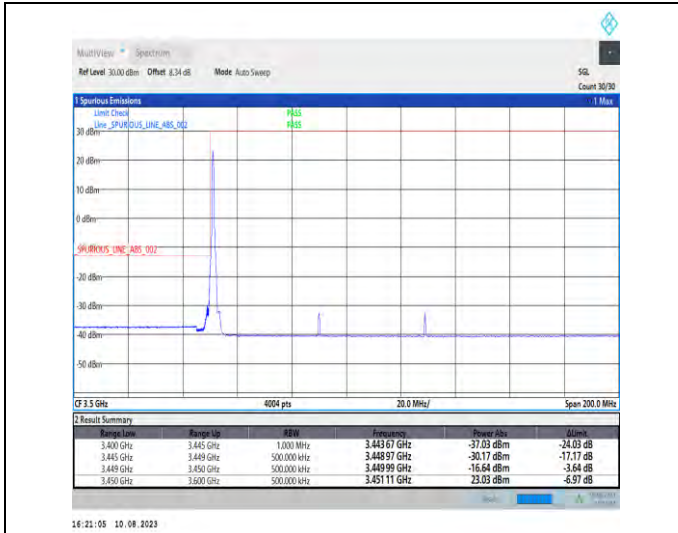 MultiView Spectrum
Ref Level 30.00 dBm Offset 8.34 dB Mode Auto Sweep SGL
Count 30/30
1 Spurious Emissions 1 Max
Limit Check PASS
Line _SPURIOUS_LINE_ABS_002 PASS
30 dBm
20 dBm
10 dBm
0 dBm
_SPURIOUS_LINE_ABS_002
-20 dBm
-30 dBm
-40 dBm
-50 dBm
CF 3.5 GHz 4004 pts 20.0 MHz/ Span 200.0 MHz
2 Result Summary
Range Low Range Up RBW Frequency Power Abs ΔLimit
3.400 GHz 3.445 GHz 1.000 MHz 3.443 67 GHz -37.03 dBm -24.03 dB
3.445 GHz 3.449 GHz 500.000 kHz 3.448 97 GHz -30.17 dBm -17.17 dB
3.449 GHz 3.450 GHz 500.000 kHz 3.449 99 GHz -16.64 dBm -3.64 dB
3.450 GHz 3.600 GHz 500.000 kHz 3.451 11 GHz 23.03 dBm -6.97 dB
16:21:05 10.08.2023